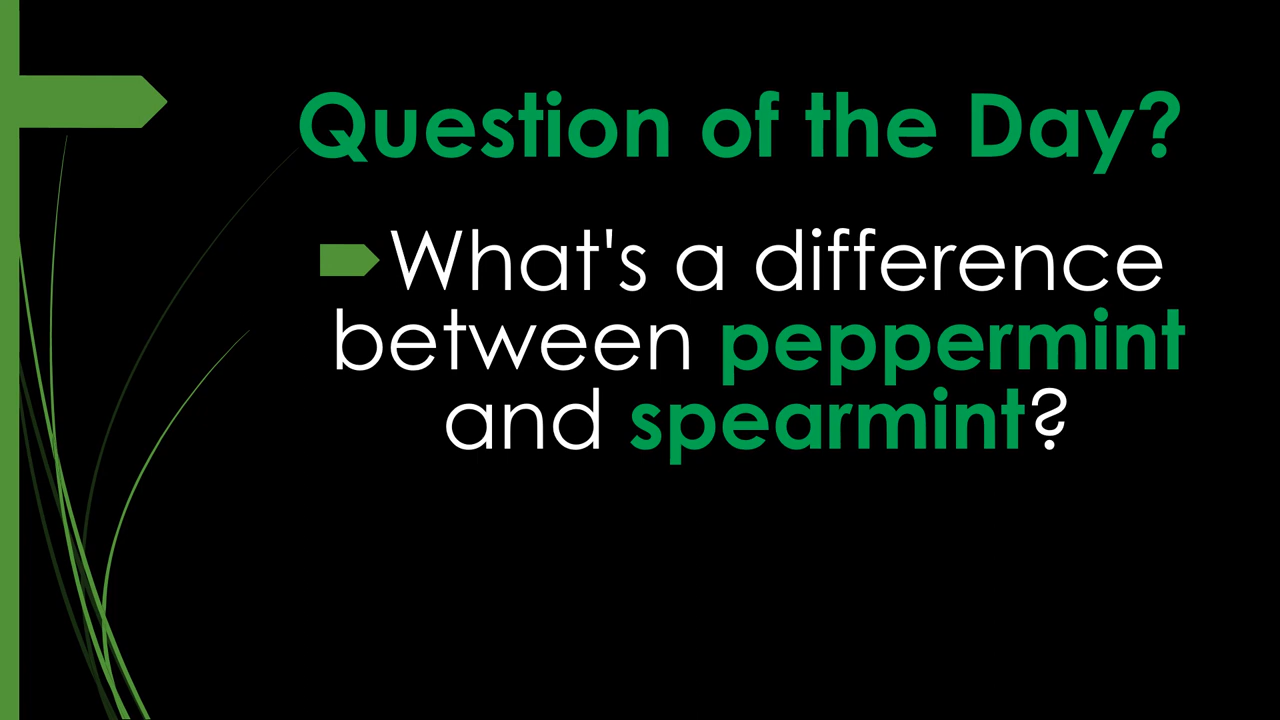 Question of the Day?
What's a difference
between peppermint
and spearmint?